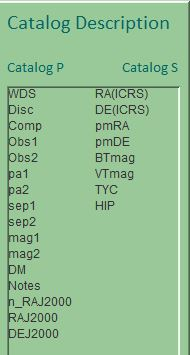 Catalog Description
Catalog P Catalog S
WDS RA(ICRS)
Disc DE(ICRS)
Comp pmRA
Obs1 pmDE
Obs2 BTmag
pa1 VTmag
pa2 TYC
sep1 HIP
sep2
mag1
mag2
DM
Notes
n_RAJ2000
RAJ2000
DEJ2000